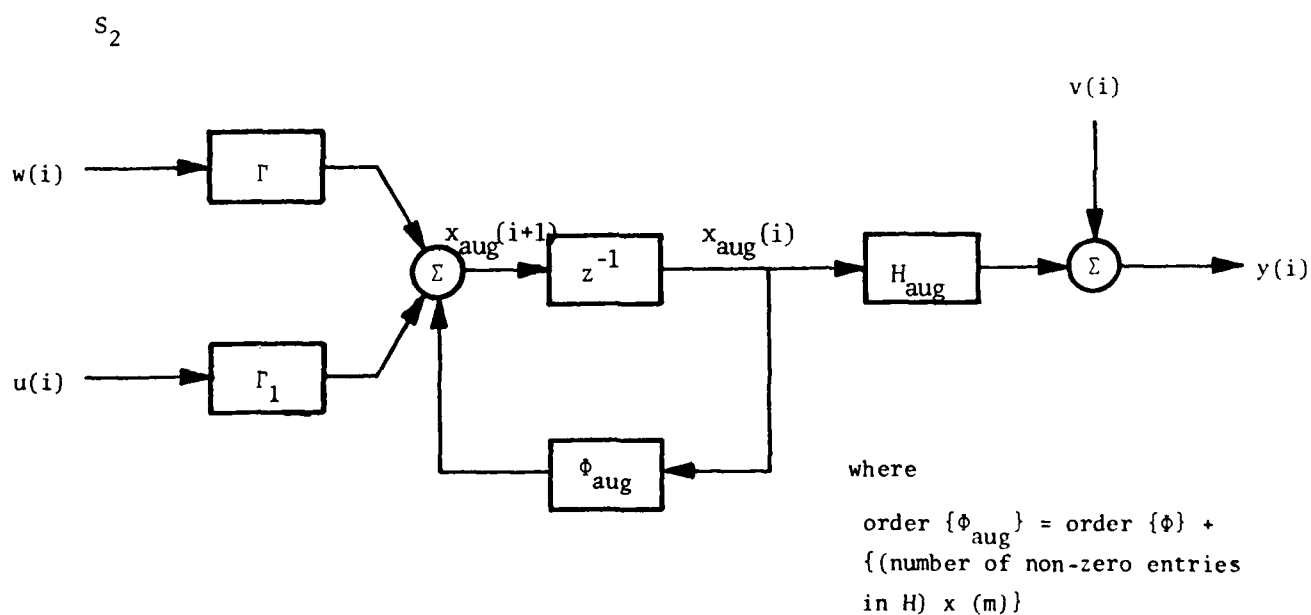 S₂
v(i)
w(i)
Γ
x_aug(i+1)
x_aug(i)
Σ
z⁻¹
H_aug
Σ
y(i)
u(i)
Γ₁
Φ_aug
where
order {Φ_aug} = order {Φ} +
{(number of non-zero entries
in H) x (m)}